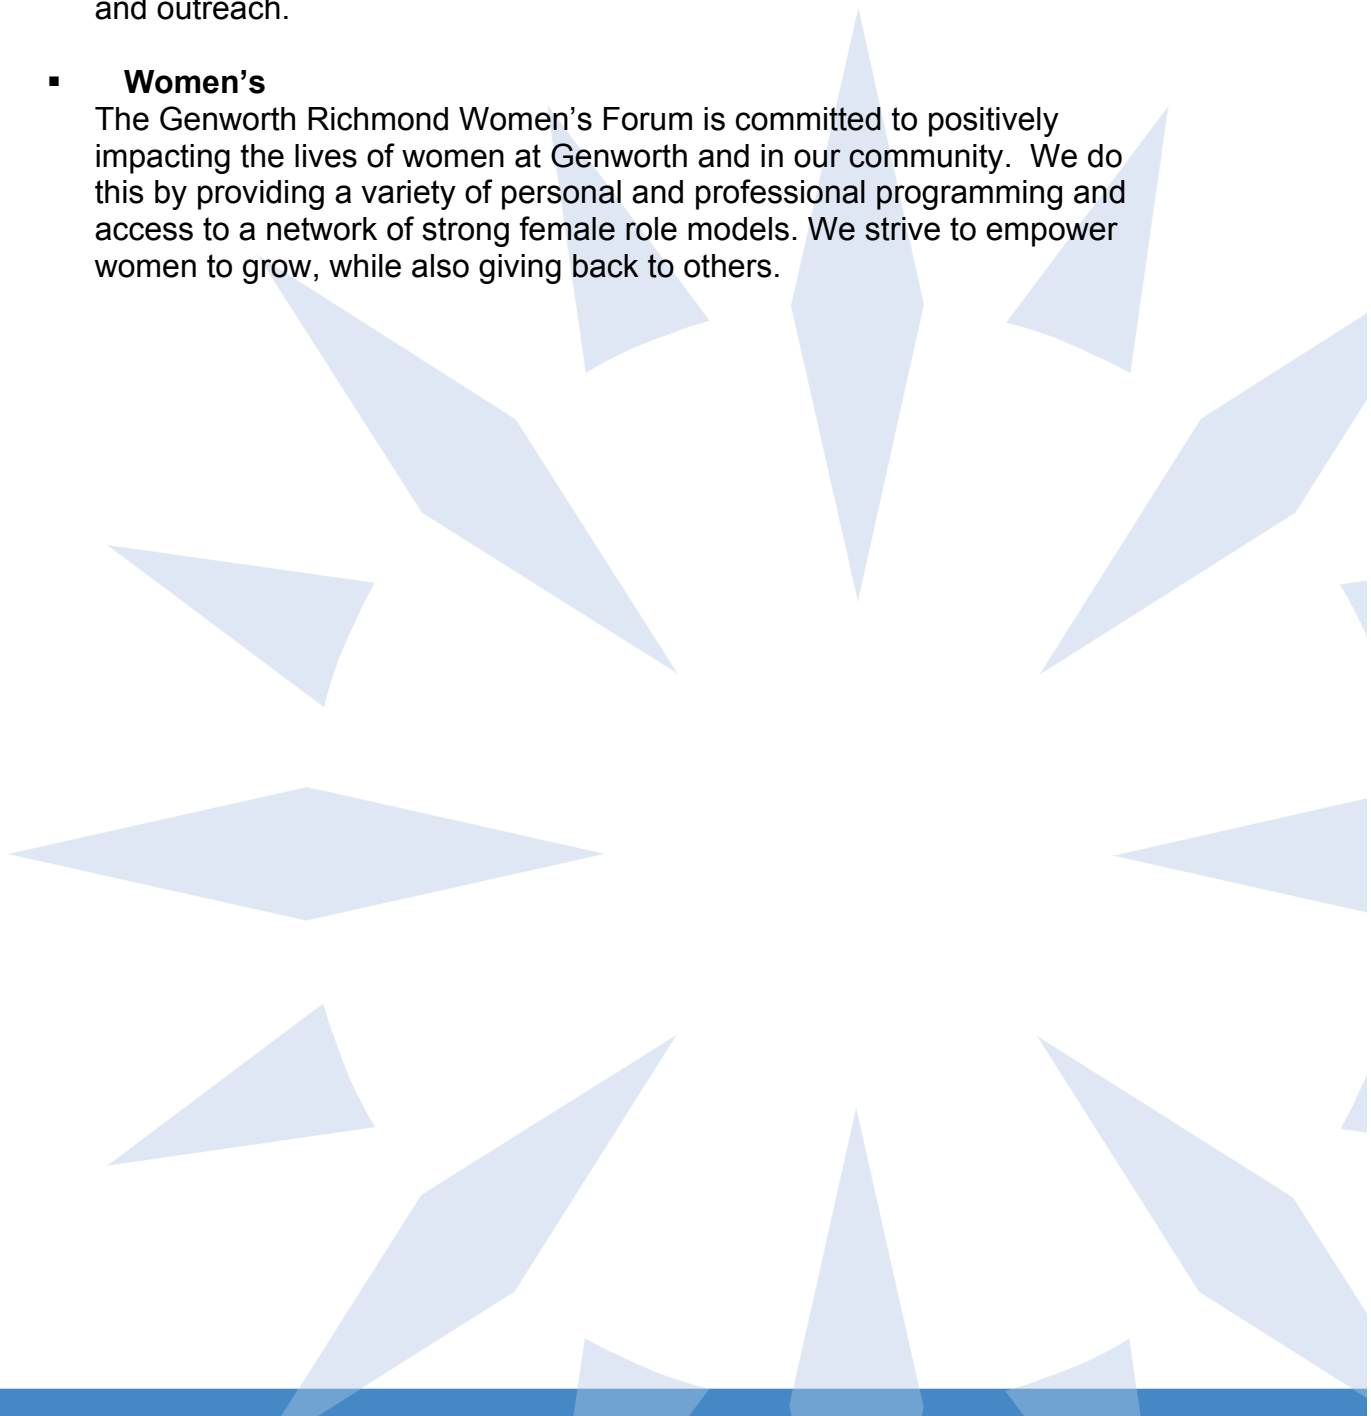 and outreach.
▪ Women’s
The Genworth Richmond Women’s Forum is committed to positively
impacting the lives of women at Genworth and in our community.  We do
this by providing a variety of personal and professional programming and
access to a network of strong female role models. We strive to empower
women to grow, while also giving back to others.